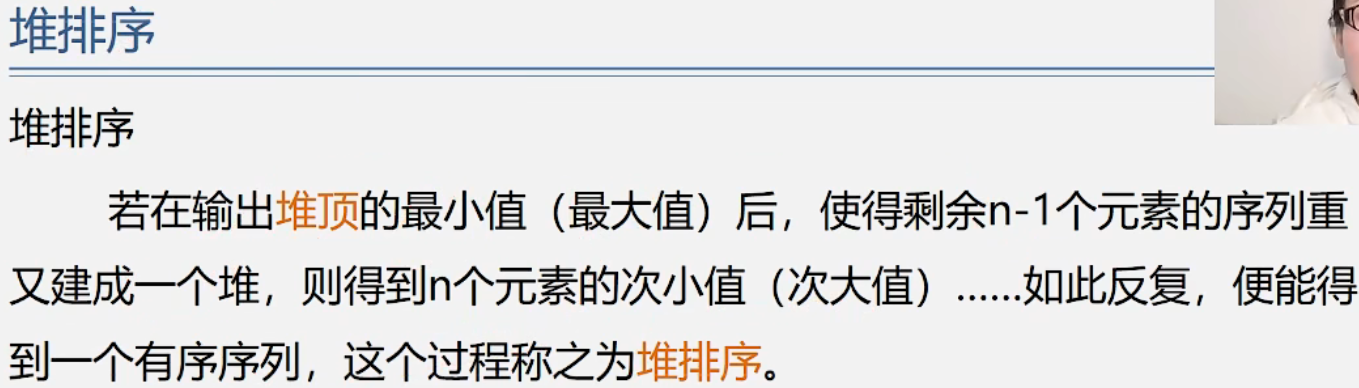 堆排序
堆排序
若在输出堆顶的最小值（最大值）后，使得剩余n-1个元素的序列重
又建成一个堆，则得到n个元素的次小值（次大值）……如此反复，便能得
到一个有序序列，这个过程称之为堆排序。